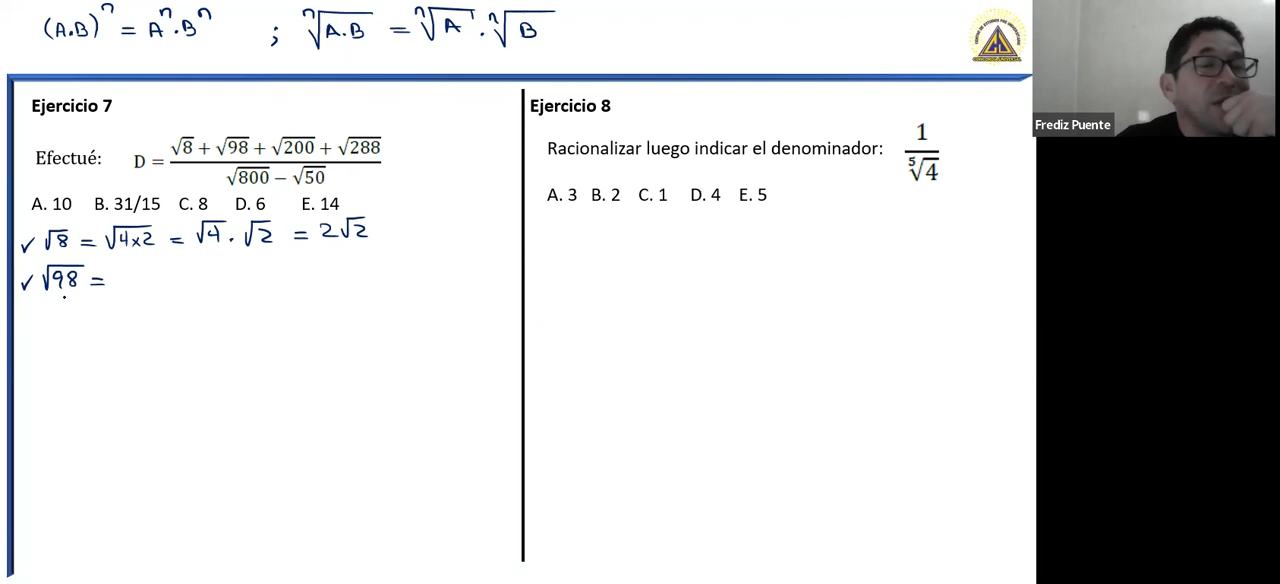 (A.B)ⁿ = Aⁿ.Bⁿ ; ⁿ√A.B = ⁿ√A . ⁿ√B
Ejercicio 7
Efectué: D = (√8 + √98 + √200 + √288) / (√800 − √50)
A. 10 B. 31/15 C. 8 D. 6 E. 14
✓ √8 = √4×2 = √4 . √2 = 2√2
✓ √98 =
Ejercicio 8
Racionalizar luego indicar el denominador: 1 / ⁵√4
A. 3 B. 2 C. 1 D. 4 E. 5
Frediz Puente